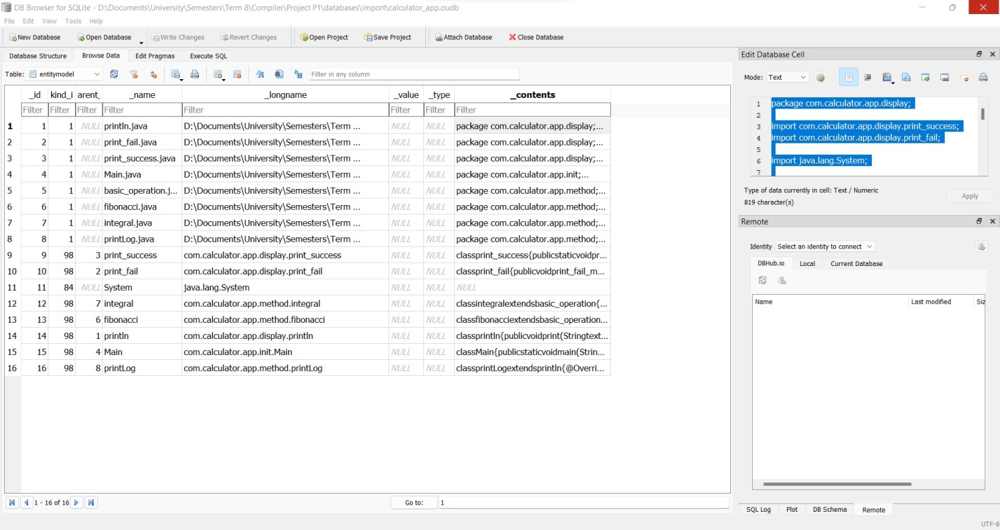 DB Browser for SQLite - D:\Documents\University\Semesters\Term 8\Compiler\Project P1\databases\import\calculator_app.oudb
File Edit View Tools Help
New Database Open Database Write Changes Revert Changes Open Project Save Project Attach Database Close Database
Database Structure Browse Data Edit Pragmas Execute SQL
Table: entitymodel Filter in any column
_id kind_i arent_ _name _longname _value _type _contents
Filter Filter Filter Filter Filter Filter Filter Filter
1 1 1 NULL println.java D:\Documents\University\Semesters\Term ... NULL NULL package com.calculator.app.display;...
2 2 1 NULL print_fail.java D:\Documents\University\Semesters\Term ... NULL NULL package com.calculator.app.display;...
3 3 1 NULL print_success.java D:\Documents\University\Semesters\Term ... NULL NULL package com.calculator.app.display;...
4 4 1 NULL Main.java D:\Documents\University\Semesters\Term ... NULL NULL package com.calculator.app.init;...
5 5 1 NULL basic_operation.j... D:\Documents\University\Semesters\Term ... NULL NULL package com.calculator.app.method;...
6 6 1 NULL fibonacci.java D:\Documents\University\Semesters\Term ... NULL NULL package com.calculator.app.method;...
7 7 1 NULL integral.java D:\Documents\University\Semesters\Term ... NULL NULL package com.calculator.app.method;...
8 8 1 NULL printLog.java D:\Documents\University\Semesters\Term ... NULL NULL package com.calculator.app.method;...
9 9 98 3 print_success com.calculator.app.display.print_success NULL NULL classprint_success{publicstaticvoidpr...
10 10 98 2 print_fail com.calculator.app.display.print_fail NULL NULL classprint_fail{publicvoidprint_fail_m...
11 11 84 NULL System java.lang.System NULL NULL NULL
12 12 98 7 integral com.calculator.app.method.integral NULL NULL classintegralextendsbasic_operation{...
13 13 98 6 fibonacci com.calculator.app.method.fibonacci NULL NULL classfibonacciextendsbasic_operation...
14 14 98 1 println com.calculator.app.display.println NULL NULL classprintln{publicvoidprint(Stringtext...
15 15 98 4 Main com.calculator.app.init.Main NULL NULL classMain{publicstaticvoidmain(Strin...
16 16 98 8 printLog com.calculator.app.method.printLog NULL NULL classprintLogextendsprintln{@Overri...
1 - 16 of 16 Go to: 1
Edit Database Cell
Mode: Text
1 package com.calculator.app.display;
2
3 import com.calculator.app.display.print_success;
4 import com.calculator.app.display.print_fail;
5
6 import java.lang.System;
7
Type of data currently in cell: Text / Numeric
819 character(s)
Apply
Remote
Identity Select an identity to connect
DBHub.io Local Current Database
Name Last modified Siz
SQL Log Plot DB Schema Remote
UTF-8